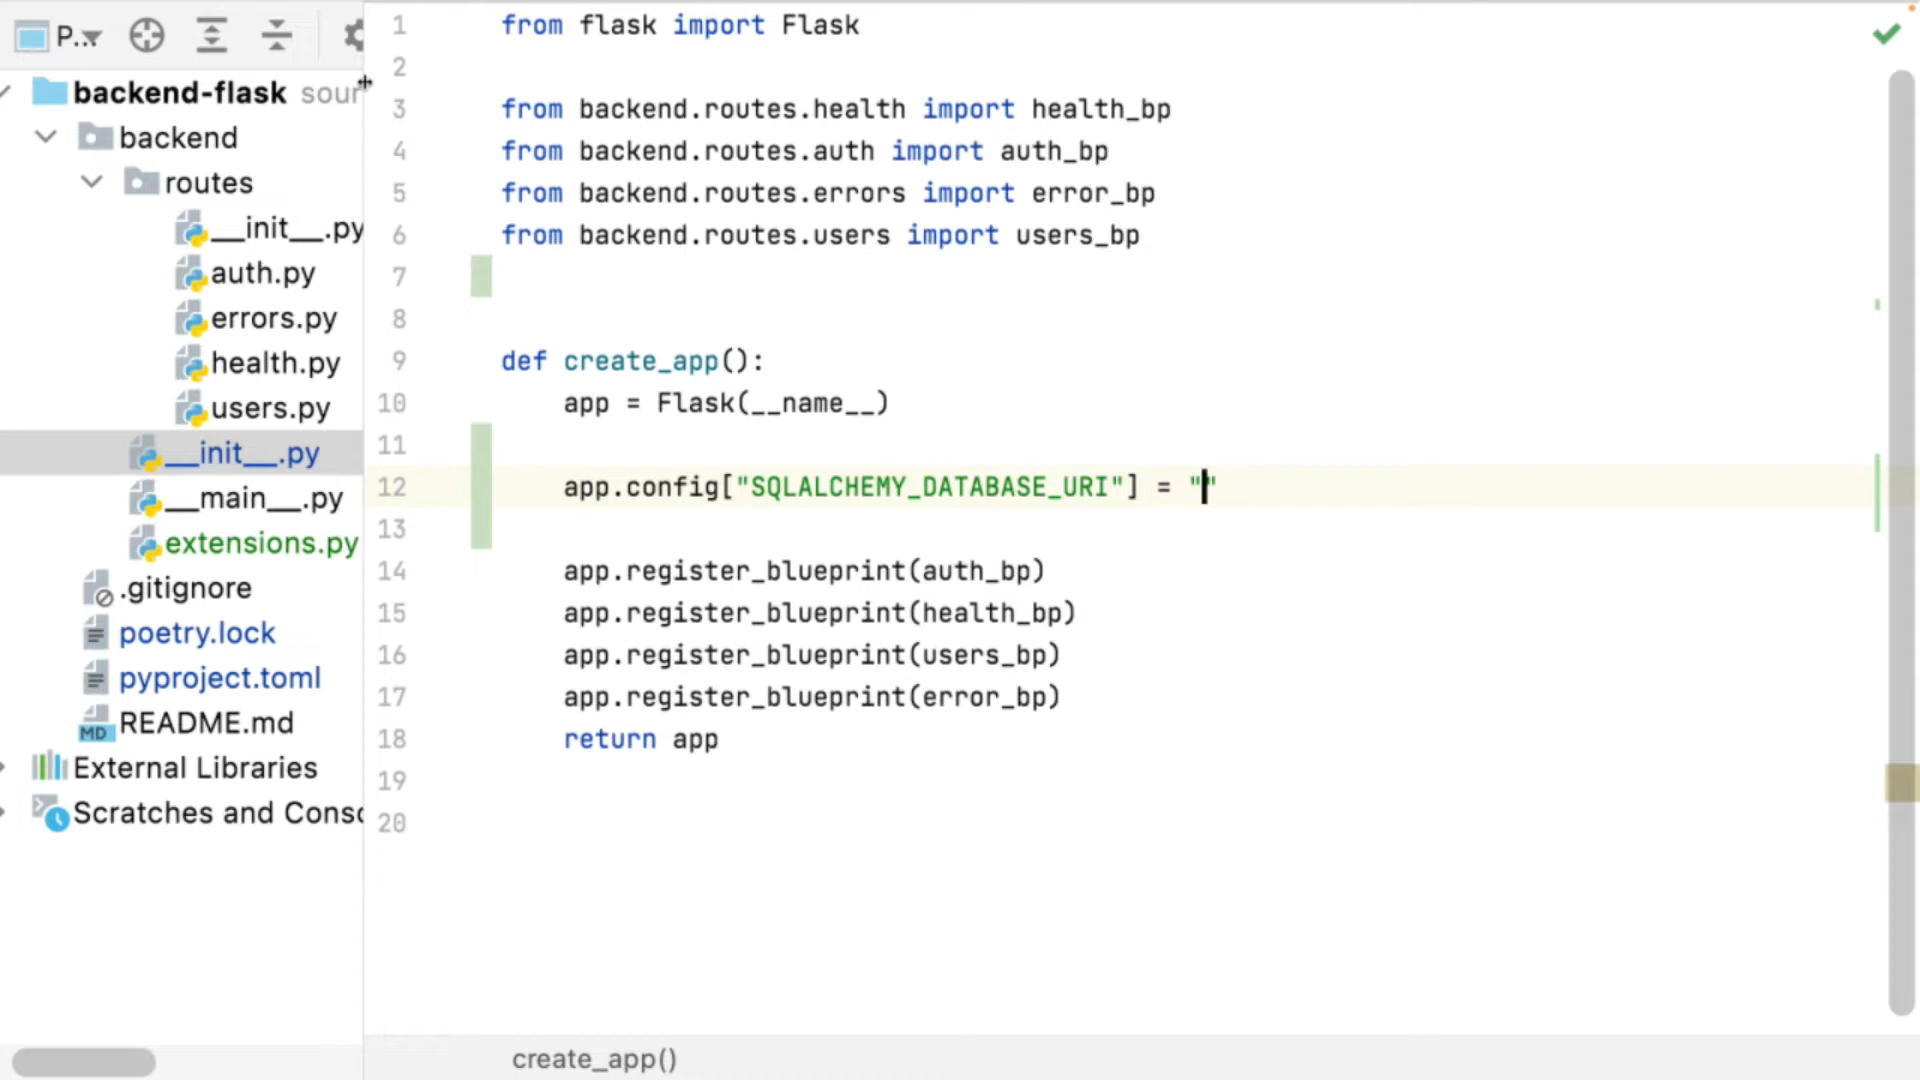 P...
backend-flask sour
backend
routes
__init__.py
auth.py
errors.py
health.py
users.py
__init__.py
__main__.py
extensions.py
.gitignore
poetry.lock
pyproject.toml
MD README.md
External Libraries
Scratches and Consc
1 from flask import Flask
2
3 from backend.routes.health import health_bp
4 from backend.routes.auth import auth_bp
5 from backend.routes.errors import error_bp
6 from backend.routes.users import users_bp
7
8
9 def create_app():
10 app = Flask(__name__)
11
12 app.config["SQLALCHEMY_DATABASE_URI"] = ""
13
14 app.register_blueprint(auth_bp)
15 app.register_blueprint(health_bp)
16 app.register_blueprint(users_bp)
17 app.register_blueprint(error_bp)
18 return app
19
20
create_app()